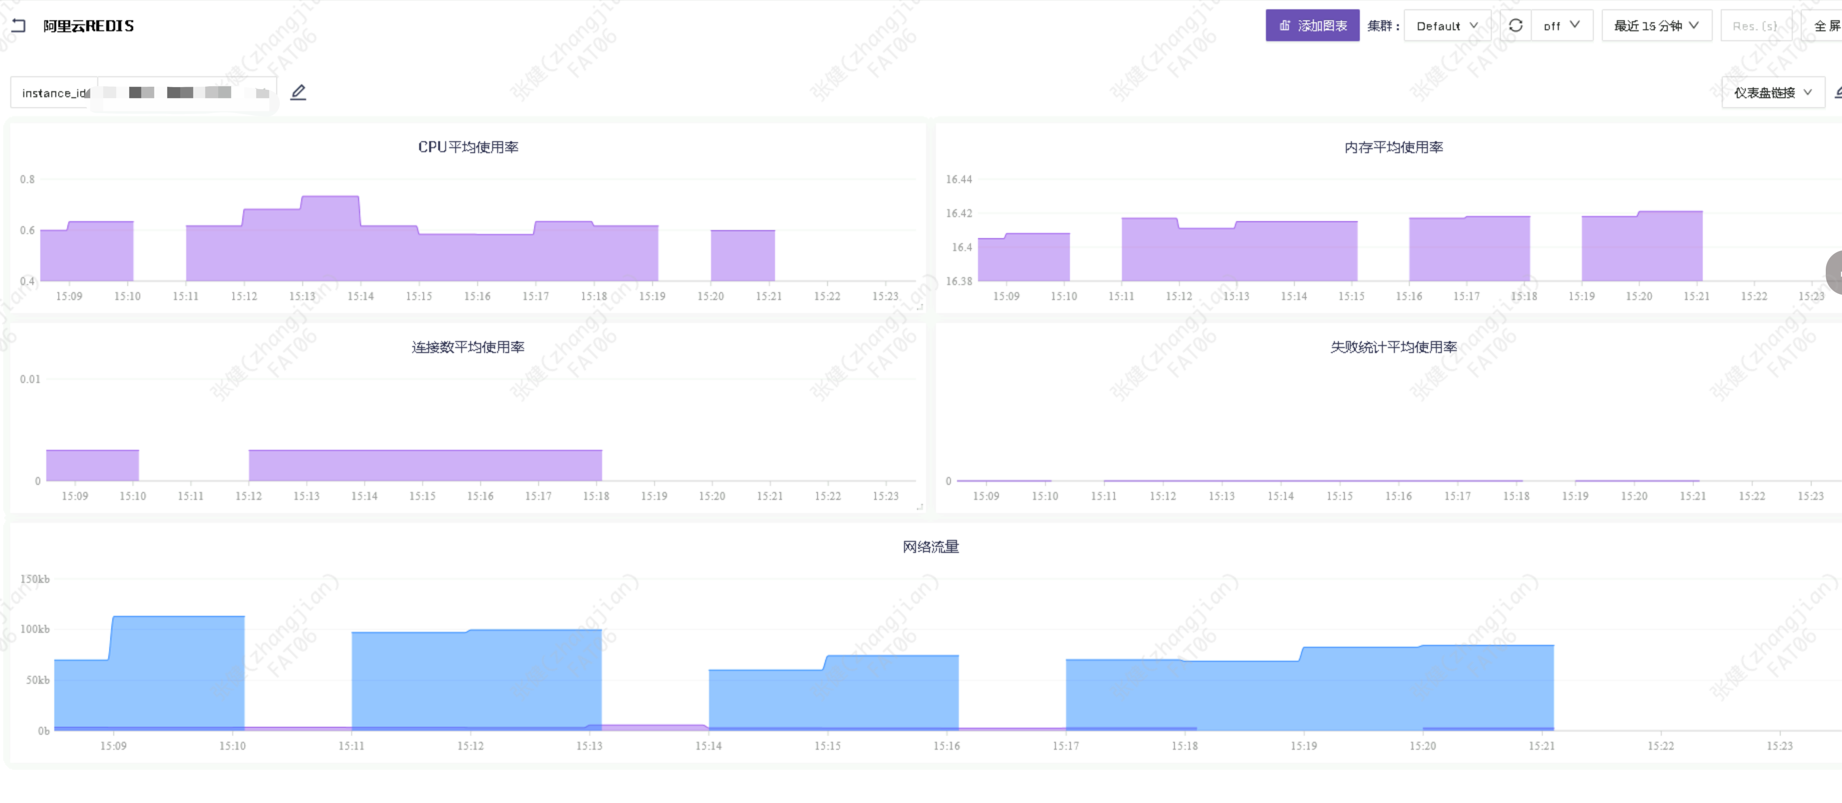 阿里云REDIS
添加图表 集群： Default off 最近 15 分钟 Res. (s) 全屏
instance_id
仪表盘链接
CPU平均使用率
0.8
0.6
0.4
15:09 15:10 15:11 15:12 15:13 15:14 15:15 15:16 15:17 15:18 15:19 15:20 15:21 15:22 15:23
内存平均使用率
16.44
16.42
16.4
16.38
15:09 15:10 15:11 15:12 15:13 15:14 15:15 15:16 15:17 15:18 15:19 15:20 15:21 15:22 15:23
连接数平均使用率
0.01
0
15:09 15:10 15:11 15:12 15:13 15:14 15:15 15:16 15:17 15:18 15:19 15:20 15:21 15:22 15:23
失败统计平均使用率
0
15:09 15:10 15:11 15:12 15:13 15:14 15:15 15:16 15:17 15:18 15:19 15:20 15:21 15:22 15:23
网络流量
150kb
100kb
50kb
0b
15:09 15:10 15:11 15:12 15:13 15:14 15:15 15:16 15:17 15:18 15:19 15:20 15:21 15:22 15:23
张健(zhangjian)
FAT06